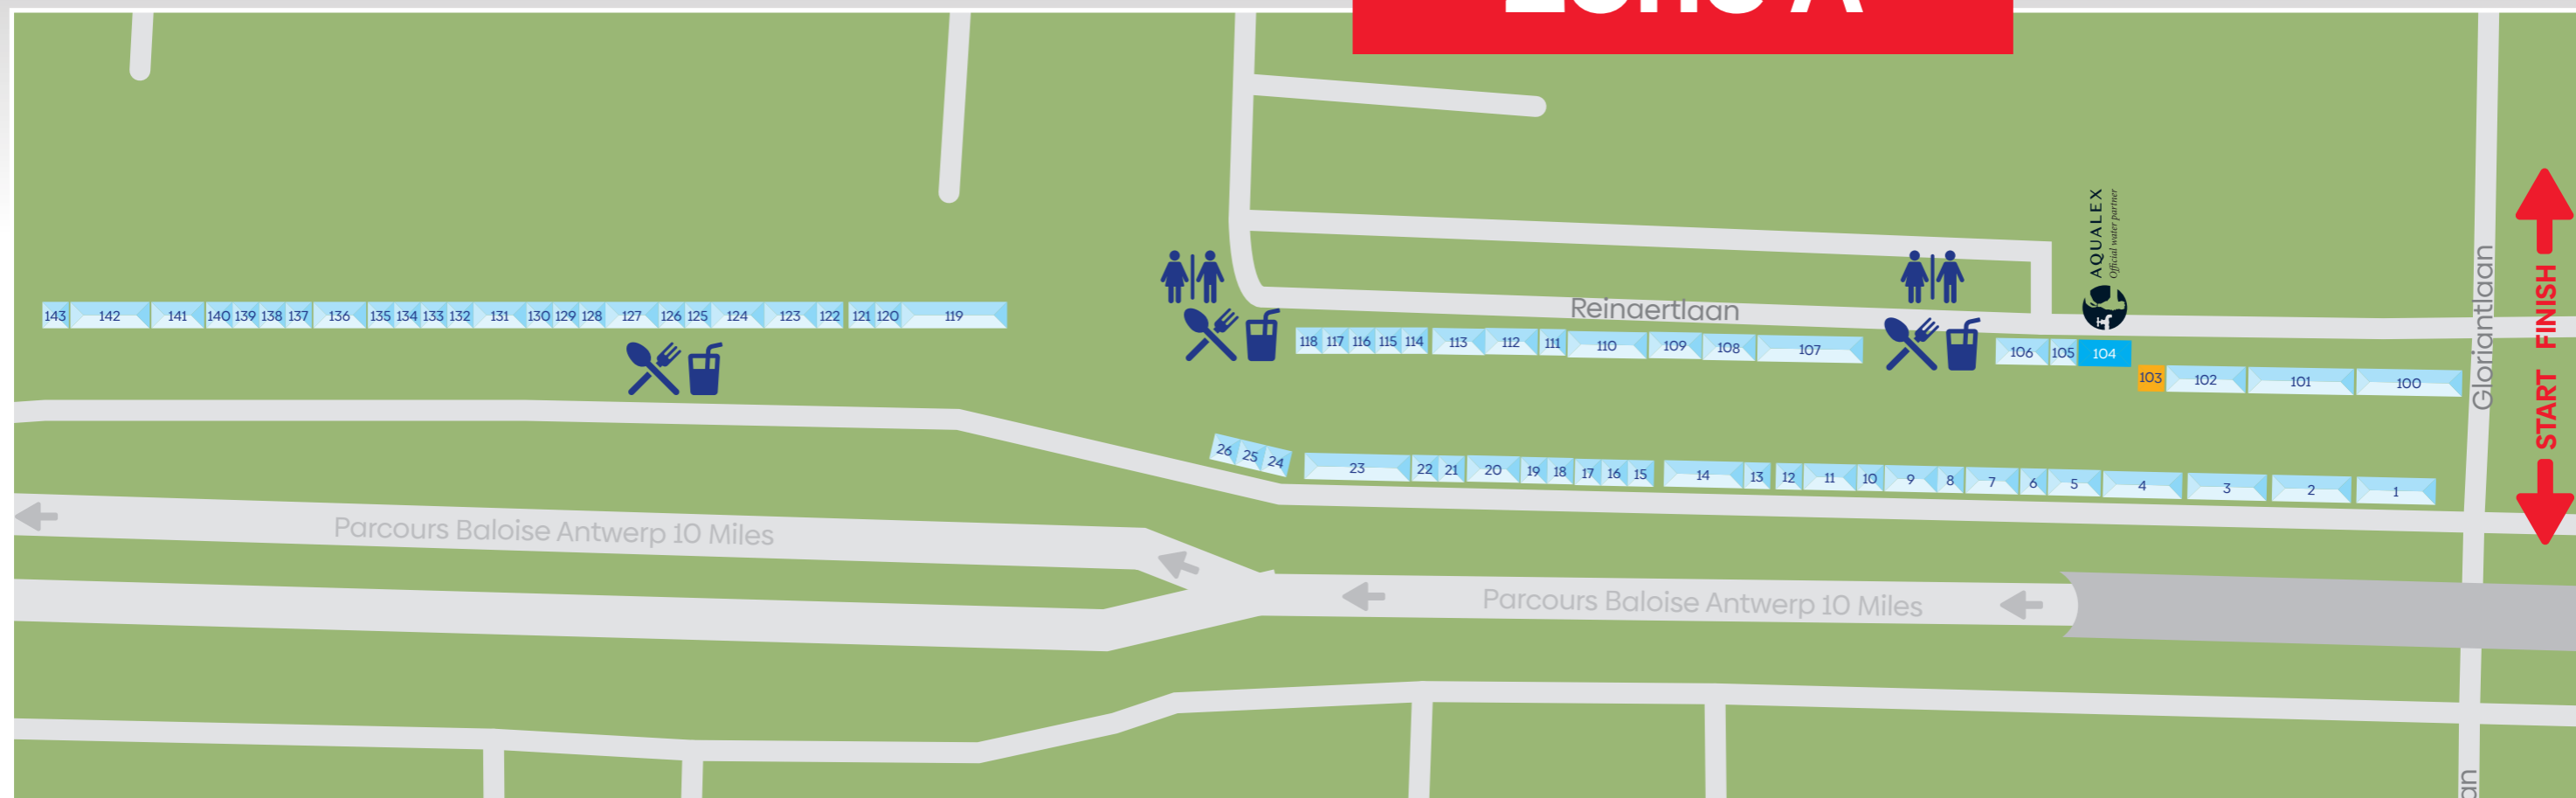 Zone A
AQUALEX
Official water partner
Gloriantlaan
START FINISH
Reinaertlaan
143 142 141 140 139 138 137 136 135 134 133 132 131 130 129 128 127 126 125 124 123 122 121 120 119
118 117 116 115 114 113 112 111 110 109 108 107 106 105 104
103 102 101 100
26 25 24 23 22 21 20 19 18 17 16 15 14 13 12 11 10 9 8 7 6 5 4 3 2 1
Parcours Baloise Antwerp 10 Miles
Parcours Baloise Antwerp 10 Miles